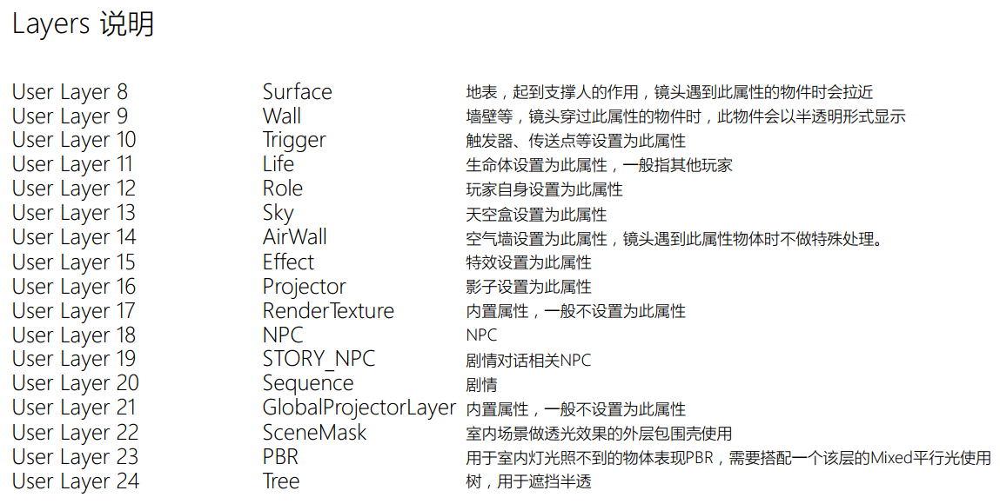 Layers 说明
User Layer 8 Surface 地表，起到支撑人的作用，镜头遇到此属性的物件时会拉近
User Layer 9 Wall 墙壁等，镜头穿过此属性的物件时，此物件会以半透明形式显示
User Layer 10 Trigger 触发器、传送点等设置为此属性
User Layer 11 Life 生命体设置为此属性，一般指其他玩家
User Layer 12 Role 玩家自身设置为此属性
User Layer 13 Sky 天空盒设置为此属性
User Layer 14 AirWall 空气墙设置为此属性，镜头遇到此属性物体时不做特殊处理。
User Layer 15 Effect 特效设置为此属性
User Layer 16 Projector 影子设置为此属性
User Layer 17 RenderTexture 内置属性，一般不设置为此属性
User Layer 18 NPC NPC
User Layer 19 STORY_NPC 剧情对话相关NPC
User Layer 20 Sequence 剧情
User Layer 21 GlobalProjectorLayer 内置属性，一般不设置为此属性
User Layer 22 SceneMask 室内场景做透光效果的外层包围壳使用
User Layer 23 PBR 用于室内灯光照不到的物体表现PBR，需要搭配一个该层的Mixed平行光使用
User Layer 24 Tree 树，用于遮挡半透